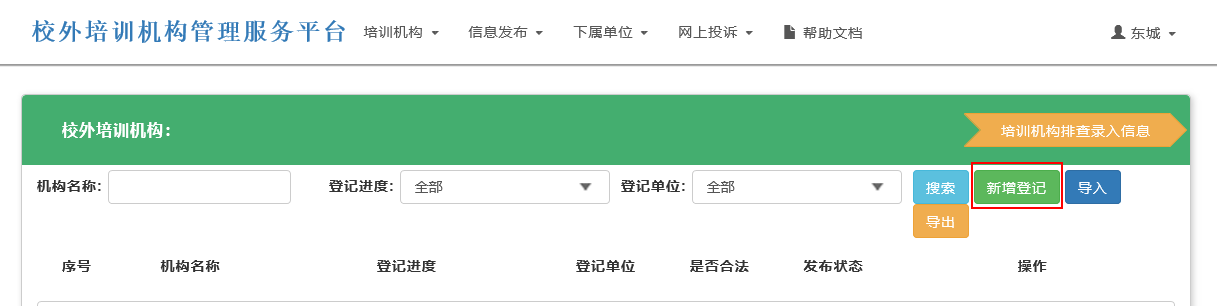 校外培训机构管理服务平台 培训机构 信息发布 下属单位 网上投诉 帮助文档 东城
校外培训机构： 培训机构排查录入信息
机构名称： 登记进度： 全部 登记单位： 全部 搜索 新增登记 导入
导出
序号 机构名称 登记进度 登记单位 是否合法 发布状态 操作